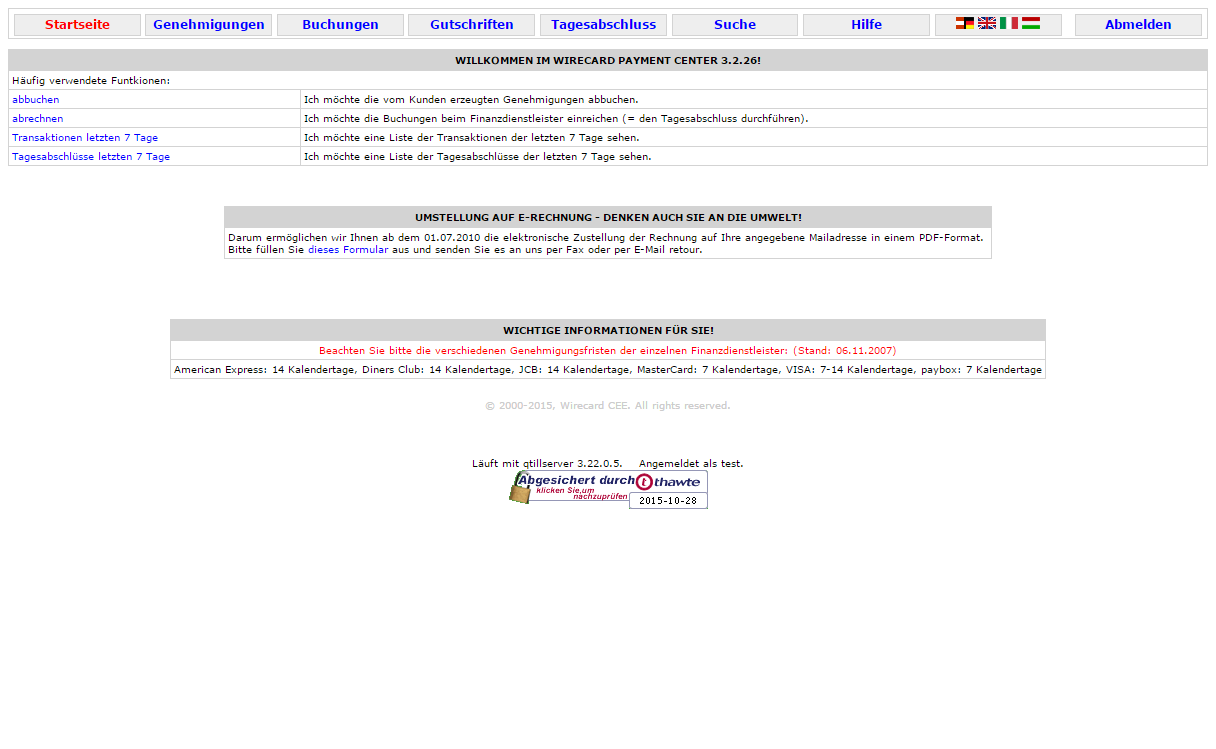 Startseite Genehmigungen Buchungen Gutschriften Tagesabschluss Suche Hilfe Abmelden
WILLKOMMEN IM WIRECARD PAYMENT CENTER 3.2.26!
Häufig verwendete Funtkionen:
abbuchen Ich möchte die vom Kunden erzeugten Genehmigungen abbuchen.
abrechnen Ich möchte die Buchungen beim Finanzdienstleister einreichen (= den Tagesabschluss durchführen).
Transaktionen letzten 7 Tage Ich möchte eine Liste der Transaktionen der letzten 7 Tage sehen.
Tagesabschlüsse letzten 7 Tage Ich möchte eine Liste der Tagesabschlüsse der letzten 7 Tage sehen.
UMSTELLUNG AUF E-RECHNUNG - DENKEN AUCH SIE AN DIE UMWELT!
Darum ermöglichen wir Ihnen ab dem 01.07.2010 die elektronische Zustellung der Rechnung auf Ihre angegebene Mailadresse in einem PDF-Format.
Bitte füllen Sie dieses Formular aus und senden Sie es an uns per Fax oder per E-Mail retour.
WICHTIGE INFORMATIONEN FÜR SIE!
Beachten Sie bitte die verschiedenen Genehmigungsfristen der einzelnen Finanzdienstleister: (Stand: 06.11.2007)
American Express: 14 Kalendertage, Diners Club: 14 Kalendertage, JCB: 14 Kalendertage, MasterCard: 7 Kalendertage, VISA: 7-14 Kalendertage, paybox: 7 Kalendertage
© 2000-2015, Wirecard CEE. All rights reserved.
Läuft mit qtillserver 3.22.0.5. Angemeldet als test.
Abgesichert durch thawte
klicken Sie,um
nachzuprüfen
2015-10-28